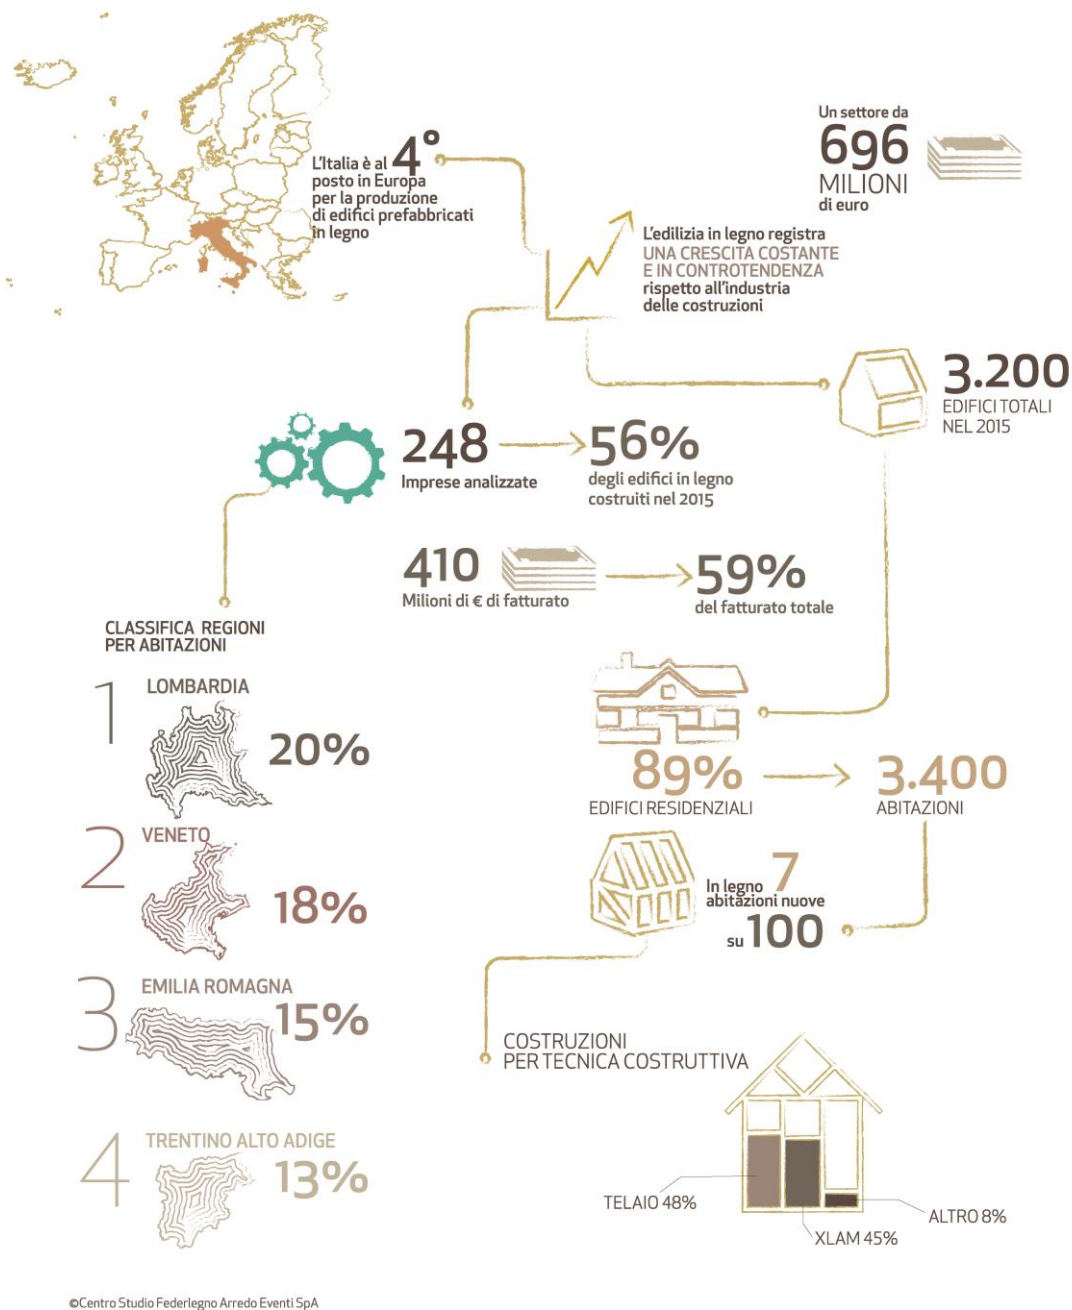 L'Italia è al 4°
posto in Europa
per la produzione
di edifici prefabbricati
in legno
Un settore da
696
MILIONI
di euro
L'edilizia in legno registra
UNA CRESCITA COSTANTE
E IN CONTROTENDENZA
rispetto all'industria
delle costruzioni
3.200
EDIFICI TOTALI
NEL 2015
248
Imprese analizzate
56%
degli edifici in legno
costruiti nel 2015
410
Milioni di € di fatturato
59%
del fatturato totale
CLASSIFICA REGIONI
PER ABITAZIONI
1
LOMBARDIA
20%
2
VENETO
18%
3
EMILIA ROMAGNA
15%
4
TRENTINO ALTO ADIGE
13%
89%
EDIFICI RESIDENZIALI
3.400
ABITAZIONI
In legno 7
abitazioni nuove
su 100
COSTRUZIONI
PER TECNICA COSTRUTTIVA
TELAIO 48%
XLAM 45%
ALTRO 8%
©Centro Studio Federlegno Arredo Eventi SpA